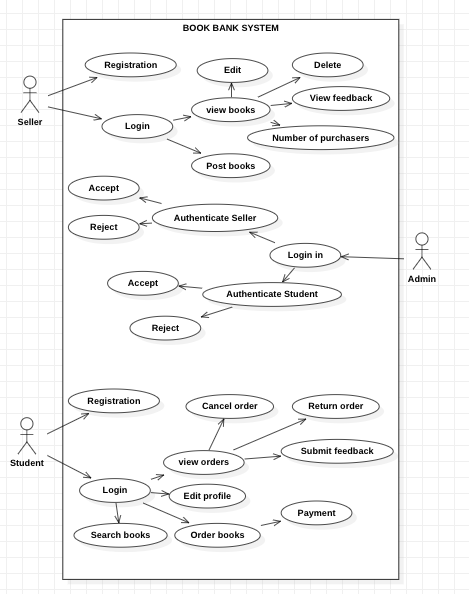 BOOK BANK SYSTEM
Registration
Edit
Delete
View feedback
Seller
Login
view books
Number of purchasers
Post books
Accept
Authenticate Seller
Reject
Login in
Admin
Accept
Authenticate Student
Reject
Registration
Cancel order
Return order
Student
view orders
Submit feedback
Login
Edit profile
Payment
Search books
Order books